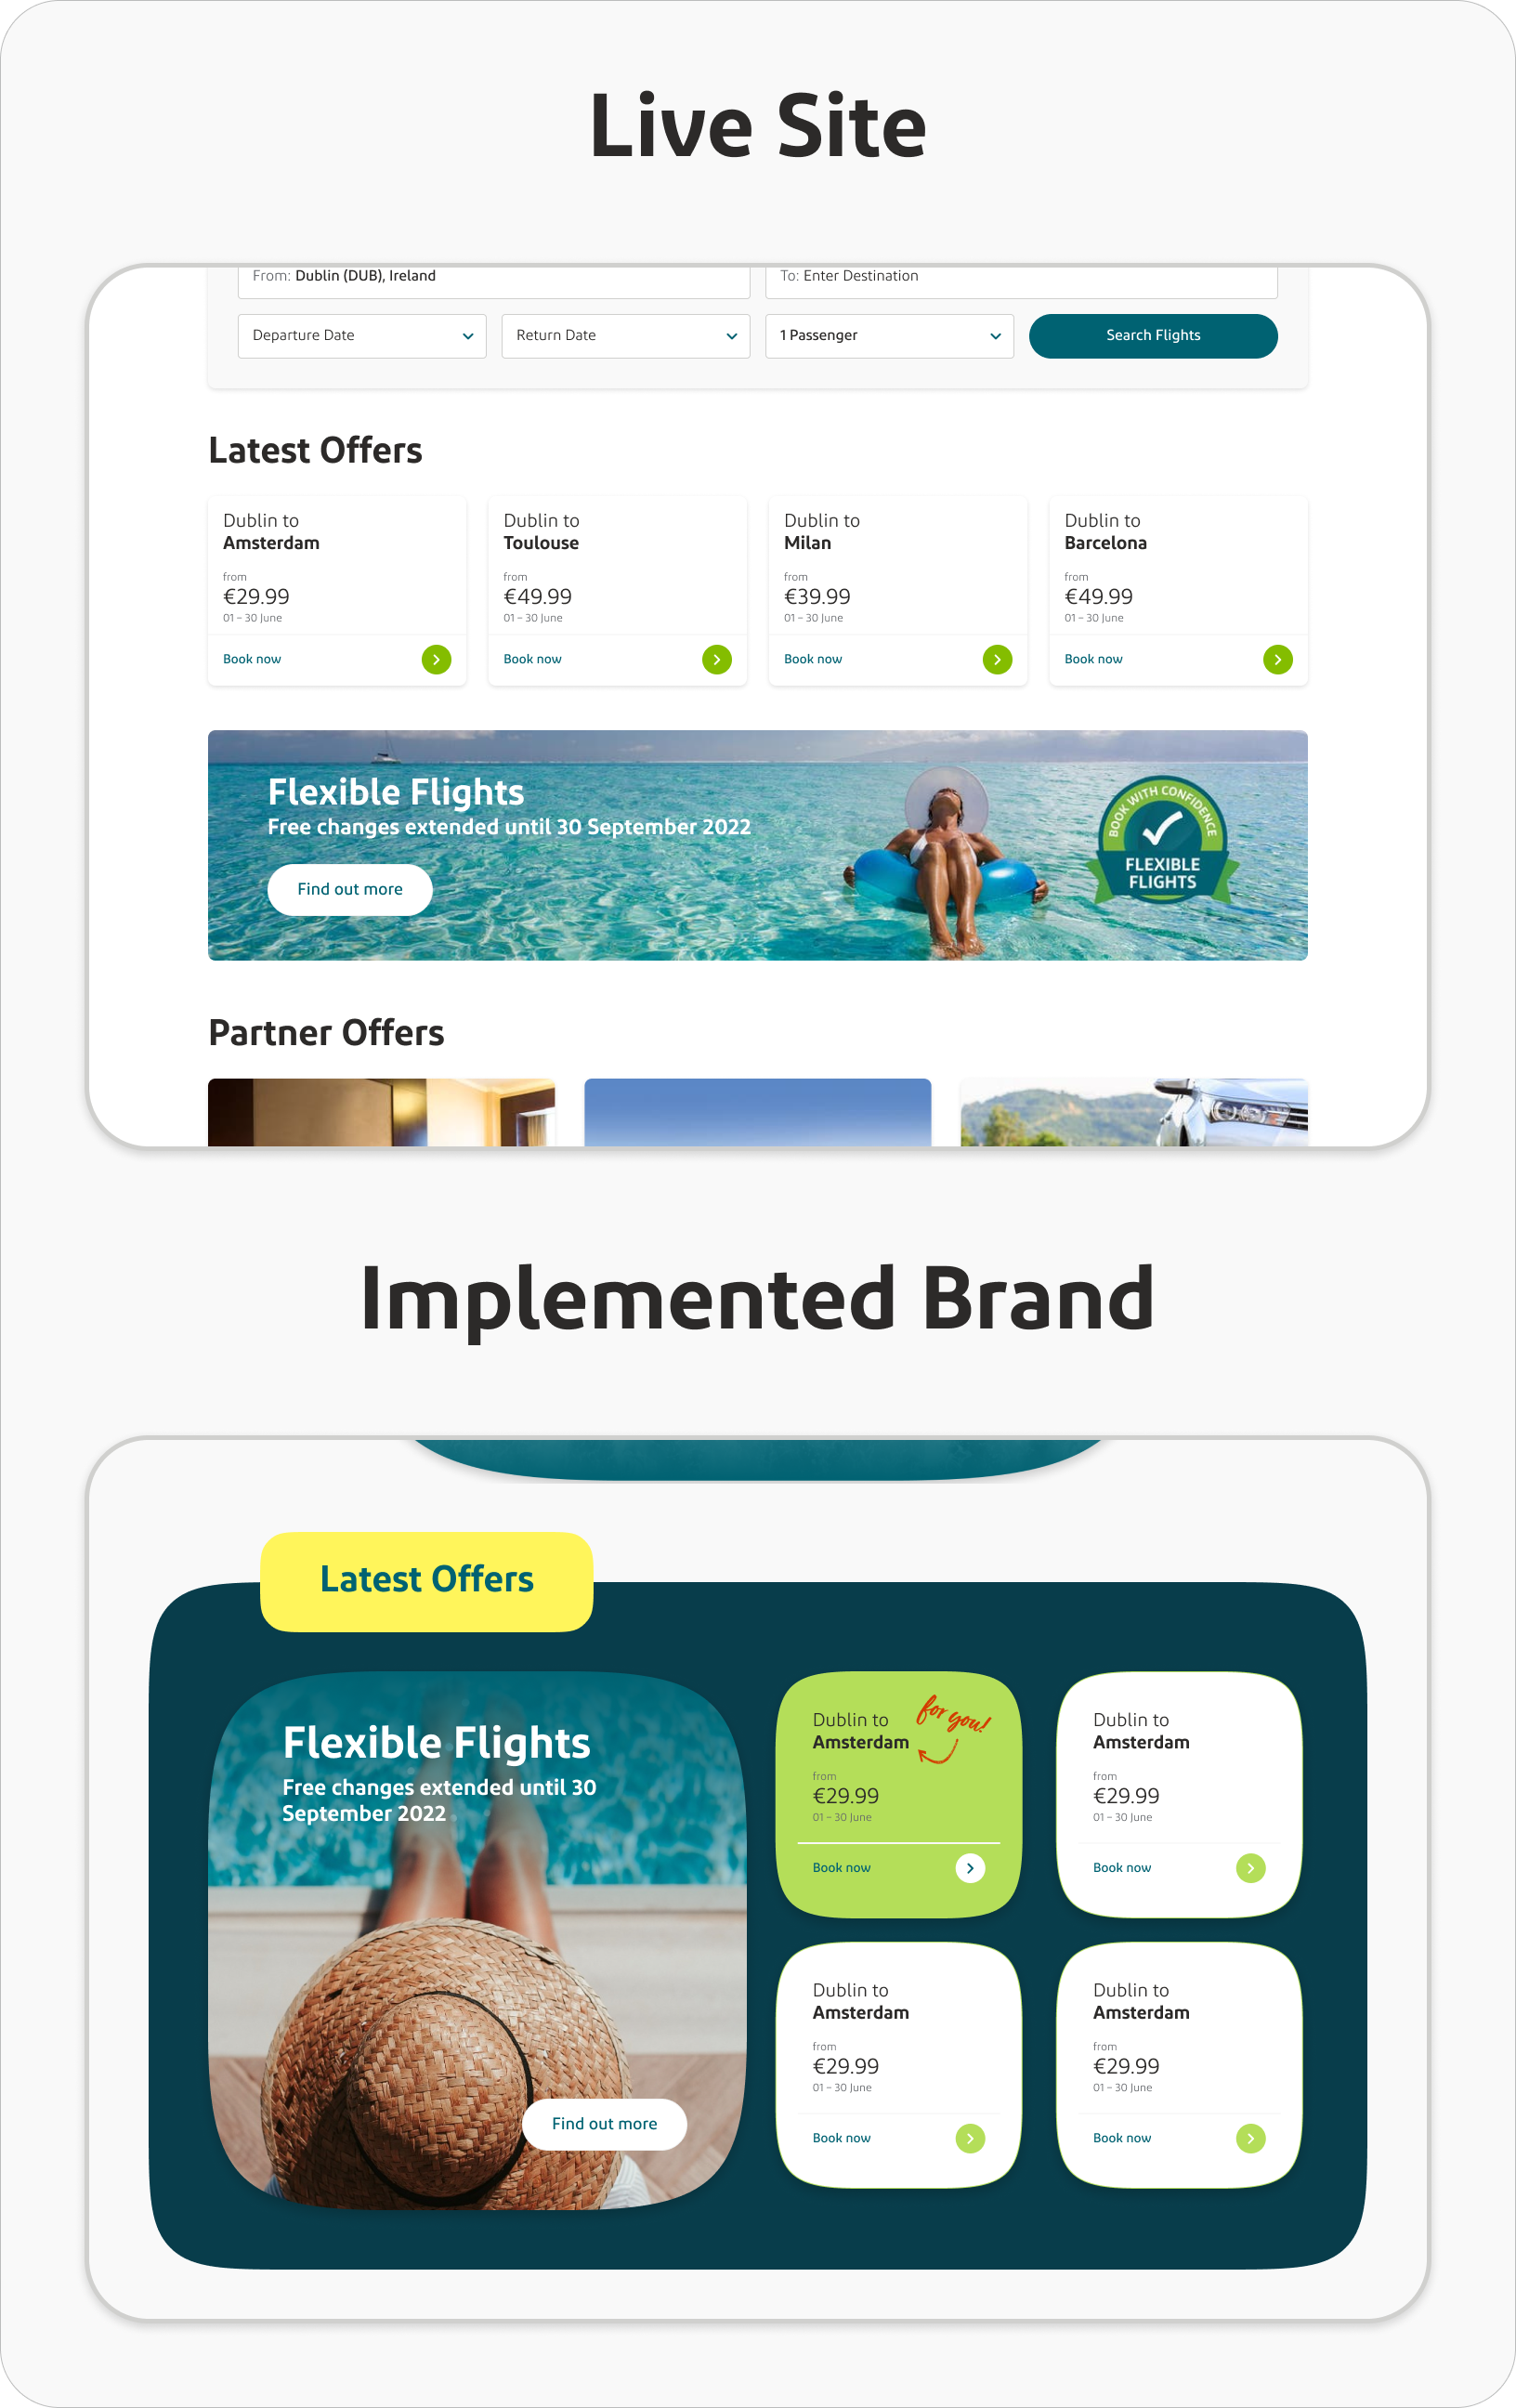 Live Site
From: Dublin (DUB), Ireland
To: Enter Destination
Departure Date
Return Date
1 Passenger
Search Flights
Latest Offers
Dublin to
Amsterdam
from
€29.99
01 – 30 June
Book now
Dublin to
Toulouse
from
€49.99
01 – 30 June
Book now
Dublin to
Milan
from
€39.99
01 – 30 June
Book now
Dublin to
Barcelona
from
€49.99
01 – 30 June
Book now
Flexible Flights
Free changes extended until 30 September 2022
Find out more
BOOK WITH CONFIDENCE
FLEXIBLE
FLIGHTS
Partner Offers
Implemented Brand
Latest Offers
Flexible Flights
Free changes extended until 30
September 2022
Find out more
Dublin to
Amsterdam
for you!
from
€29.99
01 – 30 June
Book now
Dublin to
Amsterdam
from
€29.99
01 – 30 June
Book now
Dublin to
Amsterdam
from
€29.99
01 – 30 June
Book now
Dublin to
Amsterdam
from
€29.99
01 – 30 June
Book now